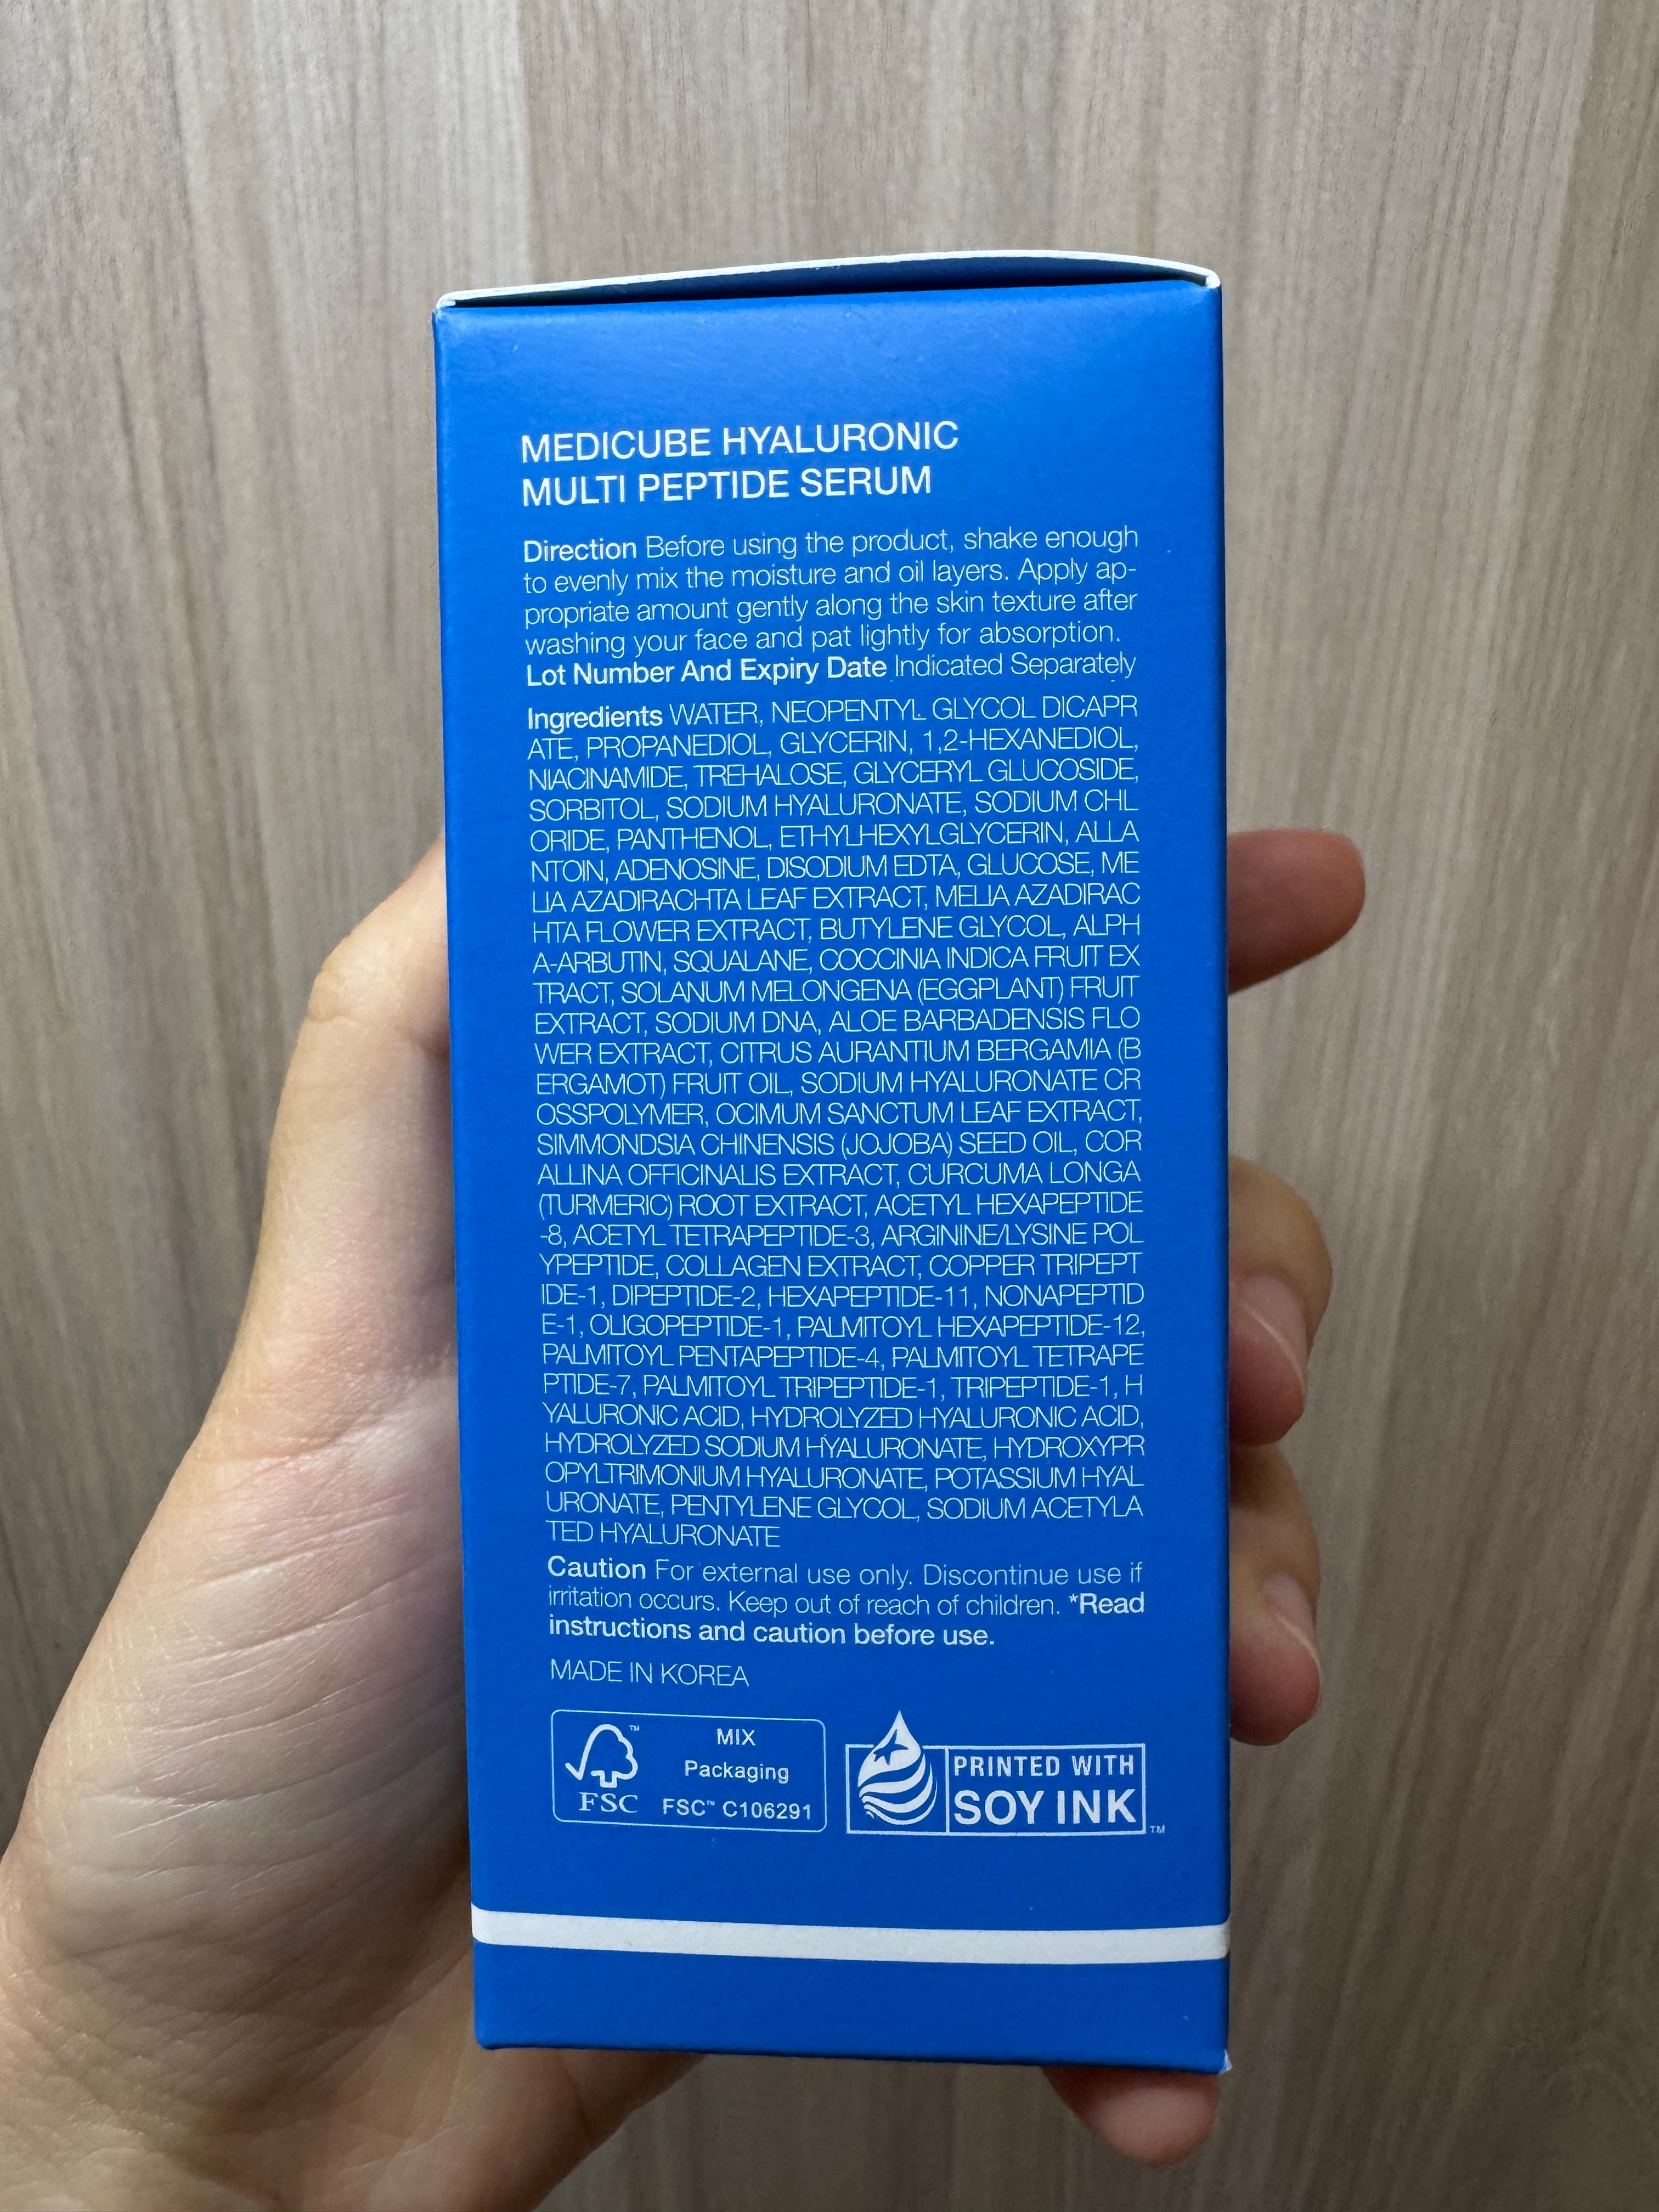 MEDICUBE HYALURONIC
MULTI PEPTIDE SERUM
Direction Before using the product, shake enough
to evenly mix the moisture and oil layers. Apply ap-
propriate amount gently along the skin texture after
washing your face and pat lightly for absorption.
Lot Number And Expiry Date Indicated Separately
Ingredients WATER, NEOPENTYL GLYCOL DICAPR
ATE, PROPANEDIOL, GLYCERIN, 1,2-HEXANEDIOL,
NIACINAMIDE, TREHALOSE, GLYCERYL GLUCOSIDE,
SORBITOL, SODIUM HYALURONATE, SODIUM CHL
ORIDE, PANTHENOL, ETHYLHEXYLGLYCERIN, ALLA
NTOIN, ADENOSINE, DISODIUM EDTA, GLUCOSE, ME
LIA AZADIRACHTA LEAF EXTRACT, MELIA AZADIRAC
HTA FLOWER EXTRACT, BUTYLENE GLYCOL, ALPH
A-ARBUTIN, SQUALANE, COCCINIA INDICA FRUIT EX
TRACT, SOLANUM MELONGENA (EGGPLANT) FRUIT
EXTRACT, SODIUM DNA, ALOE BARBADENSIS FLO
WER EXTRACT, CITRUS AURANTIUM BERGAMIA (B
ERGAMOT) FRUIT OIL, SODIUM HYALURONATE CR
OSSPOLYMER, OCIMUM SANCTUM LEAF EXTRACT,
SIMMONDSIA CHINENSIS (JOJOBA) SEED OIL, COR
ALLINA OFFICINALIS EXTRACT, CURCUMA LONGA
(TURMERIC) ROOT EXTRACT, ACETYL HEXAPEPTIDE
-8, ACETYL TETRAPEPTIDE-3, ARGININE/LYSINE POL
YPEPTIDE, COLLAGEN EXTRACT, COPPER TRIPEPT
IDE-1, DIPEPTIDE-2, HEXAPEPTIDE-11, NONAPEPTID
E-1, OLIGOPEPTIDE-1, PALMITOYL HEXAPEPTIDE-12,
PALMITOYL PENTAPEPTIDE-4, PALMITOYL TETRAPE
PTIDE-7, PALMITOYL TRIPEPTIDE-1, TRIPEPTIDE-1, H
YALURONIC ACID, HYDROLYZED HYALURONIC ACID,
HYDROLYZED SODIUM HYALURONATE, HYDROXYPR
OPYLTRIMONIUM HYALURONATE, POTASSIUM HYAL
URONATE, PENTYLENE GLYCOL, SODIUM ACETYLA
TED HYALURONATE
Caution For external use only. Discontinue use if
irritation occurs. Keep out of reach of children. *Read
instructions and caution before use.
MADE IN KOREA
FSC™
MIX
Packaging
FSC™ C106291
PRINTED WITH
SOY INK™